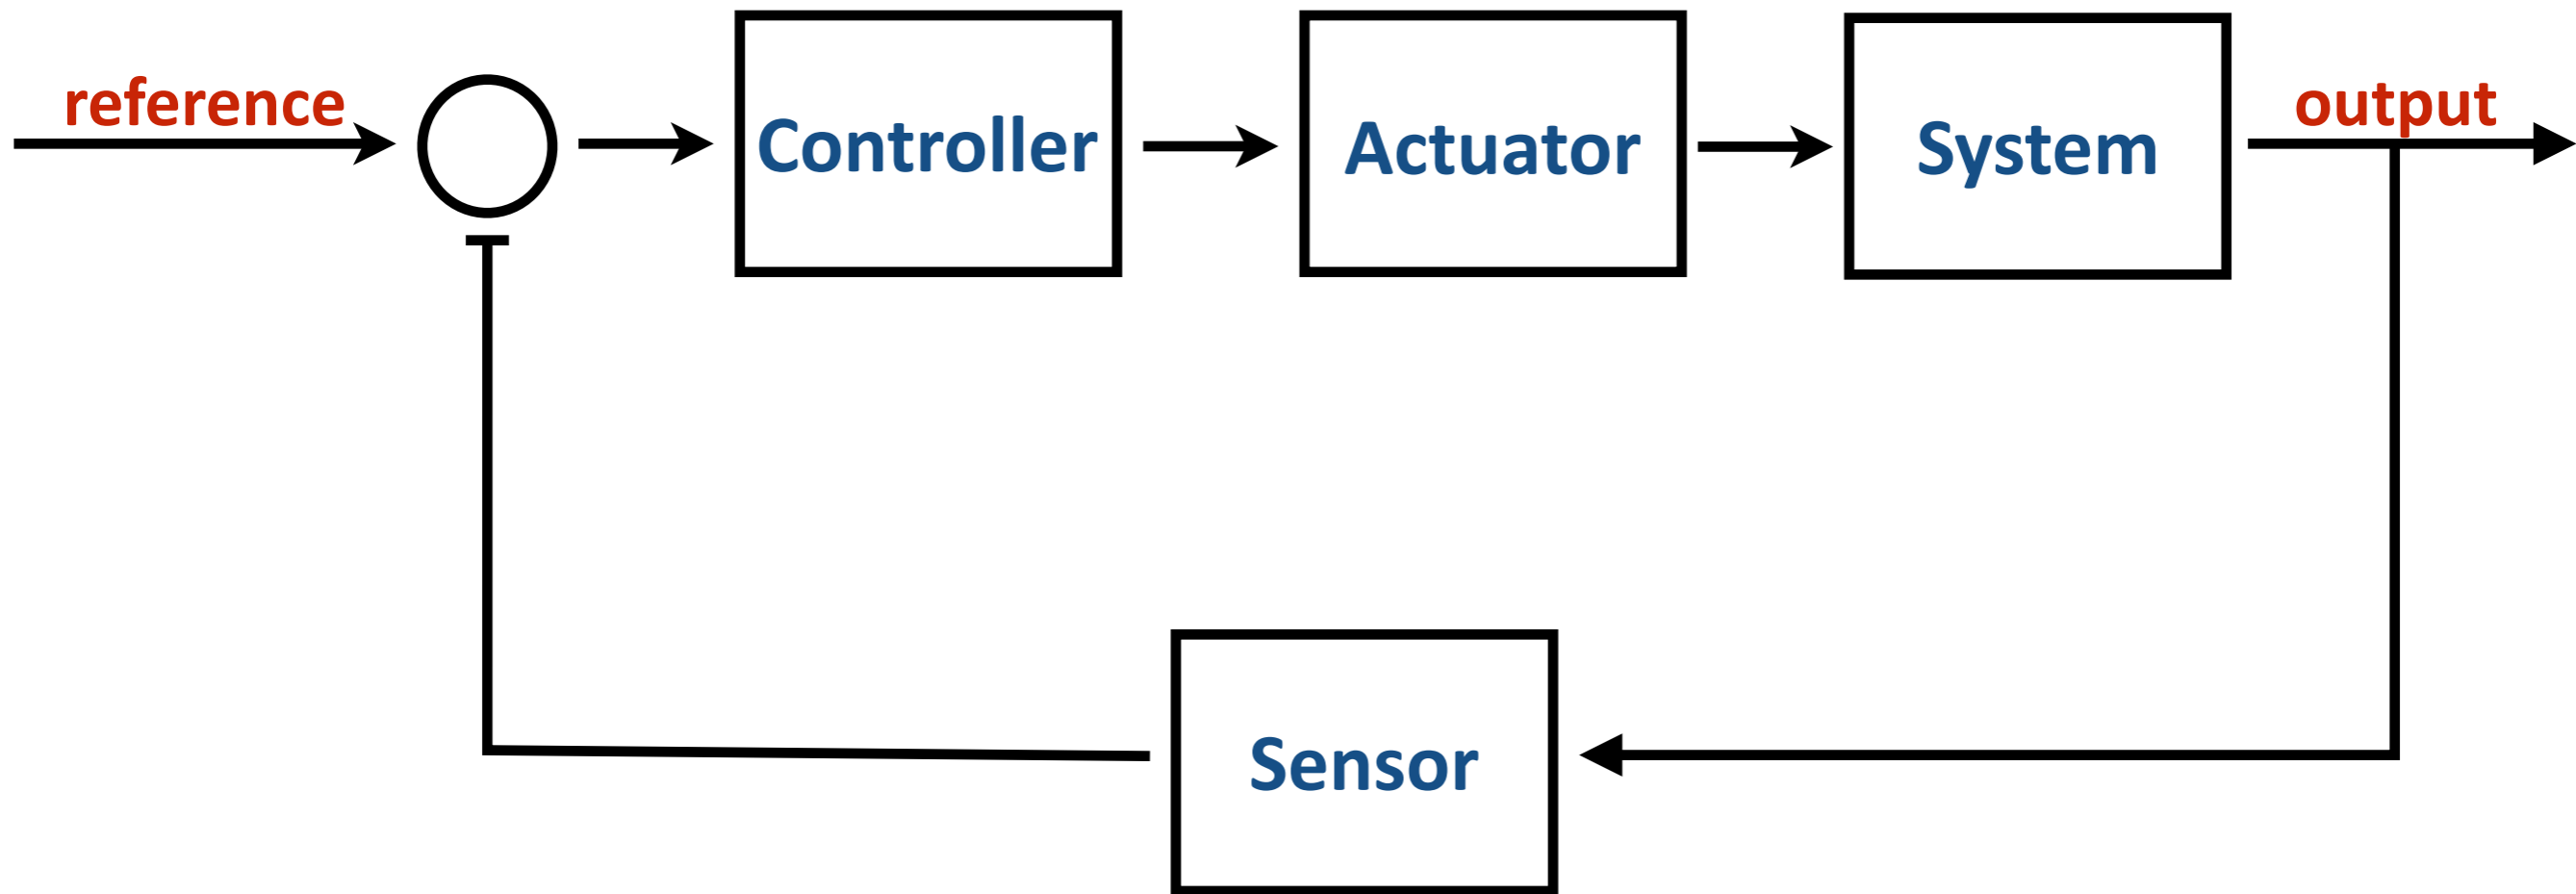 reference
Controller
Actuator
System
output
Sensor